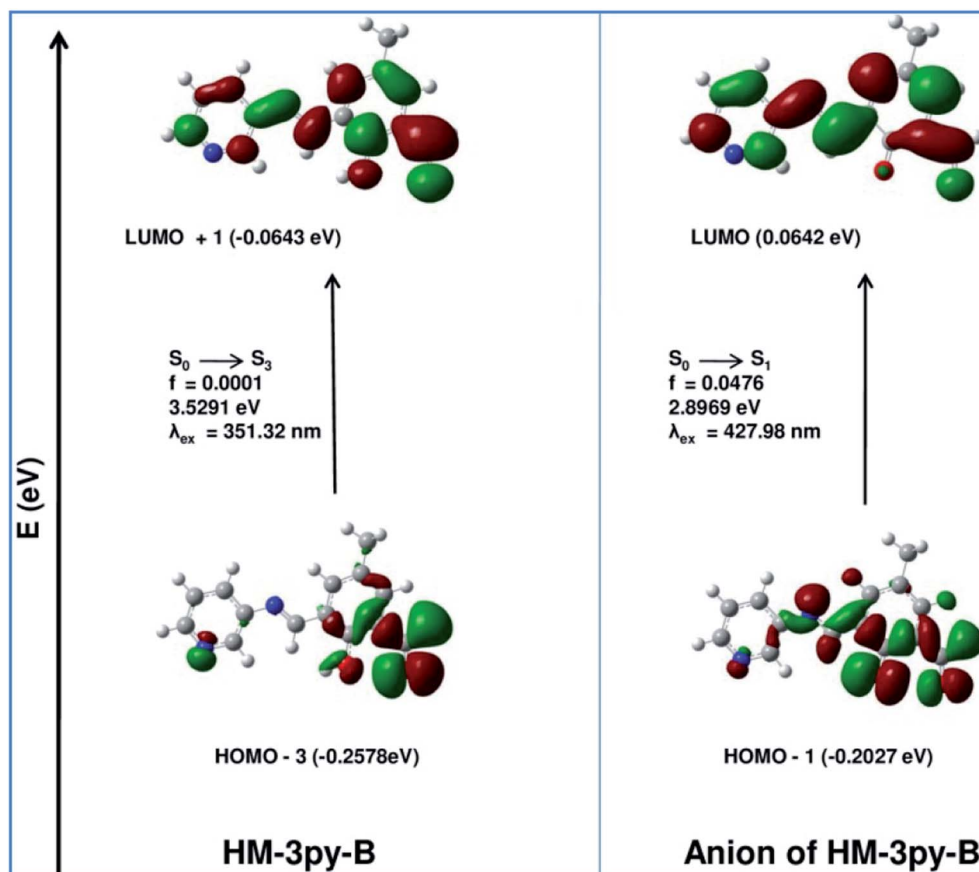 E (eV)
LUMO + 1 (-0.0643 eV)
S0 → S3
f = 0.0001
3.5291 eV
λex = 351.32 nm
HOMO - 3 (-0.2578eV)
HM-3py-B
LUMO (0.0642 eV)
S0 → S1
f = 0.0476
2.8969 eV
λex = 427.98 nm
HOMO - 1 (-0.2027 eV)
Anion of HM-3py-B